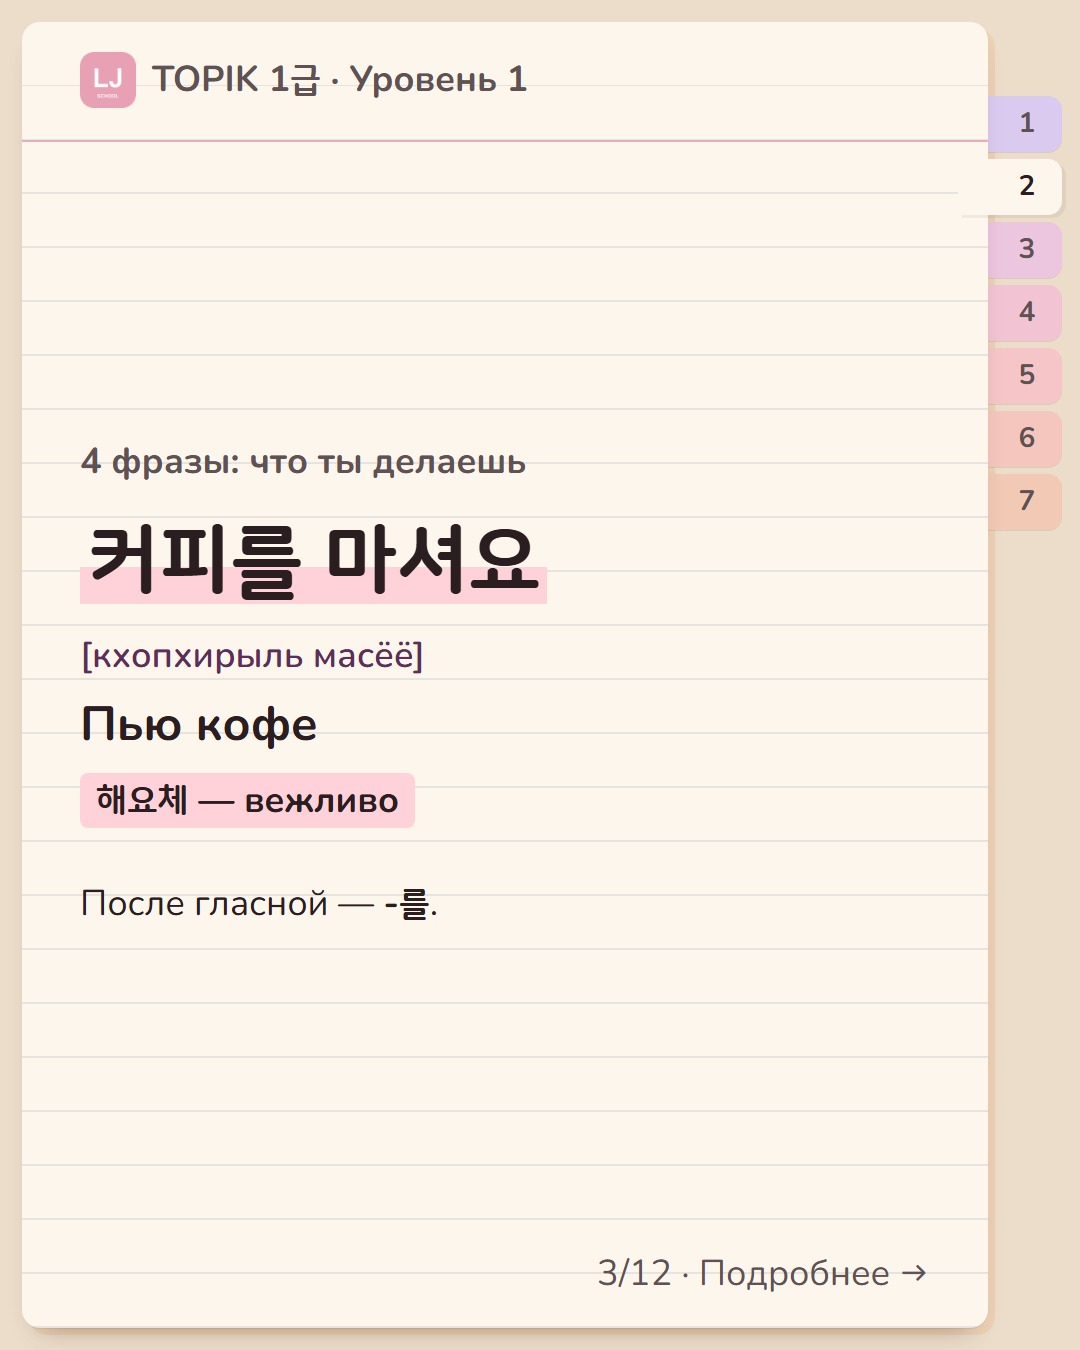 LJ
SCHOOL
TOPIK 1급 · Уровень 1
1
2
3
4
5
6
7
4 фразы: что ты делаешь
커피를 마셔요
[кхопхирыль масёё]
Пью кофе
해요체 — вежливо
После гласной — -를.
3/12 · Подробнее →